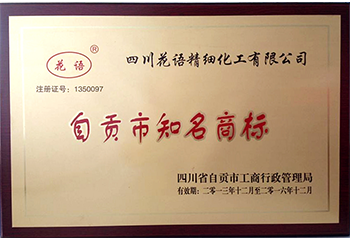 花语 ®
四川花语精细化工有限公司
注册证号：1350097
自贡市知名商标
四川省自贡市工商行政管理局
有效期：二〇一三年十二月至二〇一六年十二月